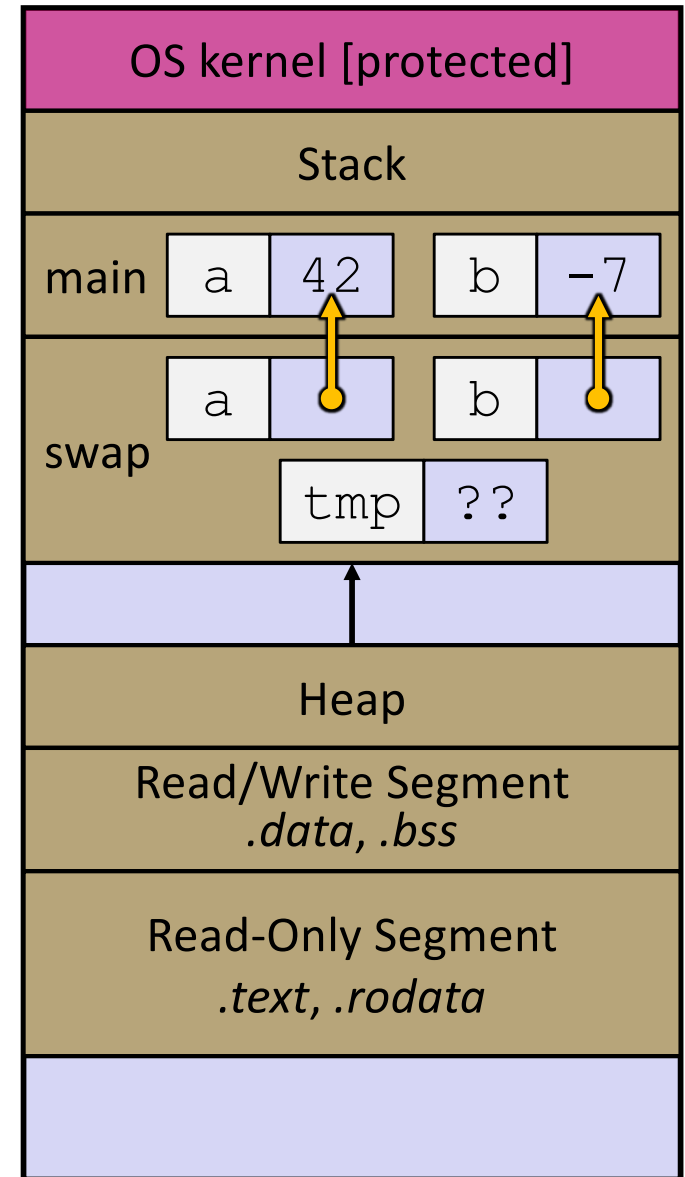 OS kernel [protected]
Stack
main a 42 b -7
swap a b
tmp ??
Heap
Read/Write Segment
.data, .bss
Read-Only Segment
.text, .rodata